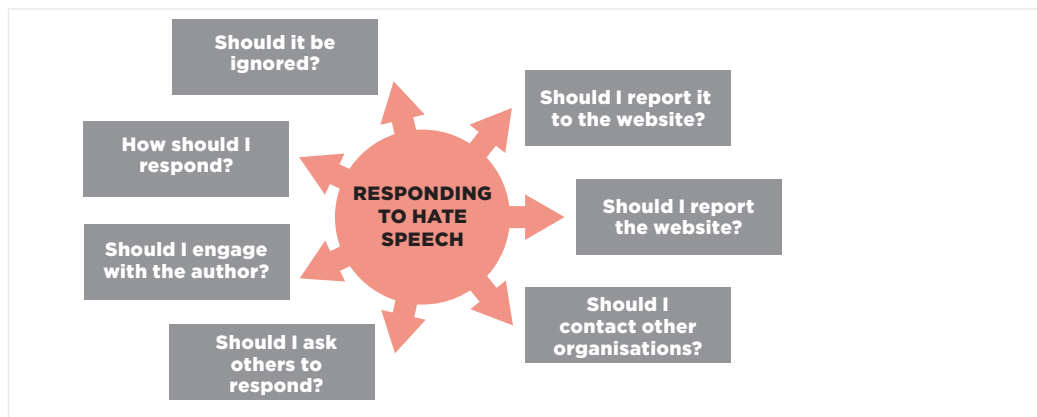 Should it be
ignored?
Should I report it
to the website?
How should I
respond?
RESPONDING
TO HATE
SPEECH
Should I report
the website?
Should I engage
with the author?
Should I
contact other
organisations?
Should I ask
others to
respond?